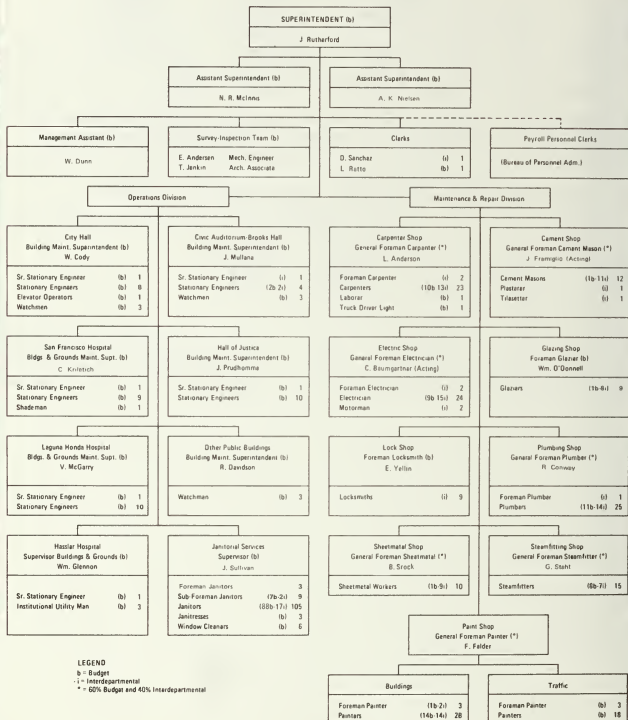 SUPERINTENDENT (b)
J. Rutherford
Assistant Superintendent (b)
N. R. McInnis
Assistant Superintendent (b)
A. K. Nielsen
Management Assistant (b)
W. Dunn
Survey-Inspection Team (b)
E. Andersen Mech. Engineer
T. Jenkin Arch. Associate
Clerks
D. Sanchez (i) 1
L. Ratto (b) 1
Payroll Personnel Clerks
(Bureau of Personnel Adm.)
Operations Division
Maintenance & Repair Division
City Hall
Building Maint. Superintendent (b)
W. Cody
Sr. Stationary Engineer (b) 1
Stationary Engineers (b) 8
Elevator Operators (b) 1
Watchmen (b) 3
Civic Auditorium-Brooks Hall
Building Maint. Superintendent (b)
J. Mullane
Sr. Stationary Engineer (i) 1
Stationary Engineers (2b-2i) 4
Watchmen (b) 3
Carpenter Shop
General Foreman Carpenter (*)
L. Anderson
Foreman Carpenter (i) 2
Carpenters (10b-13i) 23
Laborer (b) 1
Truck Driver Light (b) 1
Cement Shop
General Foreman Cement Mason (*)
J. Framiglio (Acting)
Cement Masons (1b-11i) 12
Plasterer (i) 1
Tilesetter (i) 1
San Francisco Hospital
Bldgs & Grounds Maint. Supt. (b)
C. Kriletich
Sr. Stationary Engineer (b) 1
Stationary Engineers (b) 9
Shademan (b) 1
Hall of Justice
Building Maint. Superintendent (b)
J. Prudhomme
Sr. Stationary Engineer (b) 1
Stationary Engineers (b) 10
Electric Shop
General Foreman Electrician (*)
C. Baumgartner (Acting)
Foreman Electrician (i) 2
Electrician (9b-15i) 24
Motorman (i) 2
Glazing Shop
Foreman Glazier (b)
Wm. O'Donnell
Glaziers (1b-8i) 9
Laguna Honda Hospital
Bldgs. & Grounds Maint. Supt. (b)
V. McGarry
Sr. Stationary Engineer (b) 1
Stationary Engineers (b) 10
Other Public Buildings
Building Maint. Superintendent (b)
R. Davidson
Watchman (b) 3
Lock Shop
Foreman Locksmith (b)
E. Yellin
Locksmiths (i) 9
Plumbing Shop
General Foreman Plumber (*)
R. Conway
Foreman Plumber (i) 1
Plumbers (11b-14i) 25
Hassler Hospital
Supervisor Buildings & Grounds (b)
Wm. Glennon
Sr. Stationary Engineer (b) 1
Institutional Utility Man (b) 3
Janitorial Services
Supervisor (b)
J. Sullivan
Foreman Janitors 3
Sub-Foreman Janitors (7b-2i) 9
Janitors (88b-17i) 105
Janitresses (b) 3
Window Cleaners (b) 6
Sheetmetal Shop
General Foreman Sheetmetal (*)
B. Srock
Sheetmetal Workers (1b-9i) 10
Steamfitting Shop
General Foreman Steamfitter (*)
G. Stahl
Steamfitters (8b-7i) 15
Paint Shop
General Foreman Painter (*)
F. Falder
Buildings
Foreman Painter (1b-2i) 3
Painters (14b-14i) 28
Traffic
Foreman Painter (b) 3
Painters (b) 18
LEGEND
b = Budget
- i = Interdepartmental
* = 60% Budget and 40% Interdepartmental